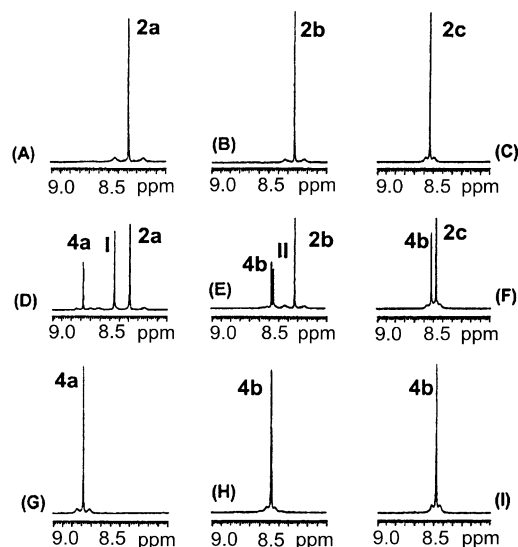 2a
2b
2c
(A)
(B)
(C)
9.0 8.5 ppm
9.0 8.5 ppm
9.0 8.5 ppm
4a I 2a
4b II 2b
4b 2c
(D)
(E)
(F)
9.0 8.5 ppm
9.0 8.5 ppm
9.0 8.5 ppm
4a
4b
4b
(G)
(H)
(I)
9.0 8.5 ppm
9.0 8.5 ppm
9.0 8.5 ppm